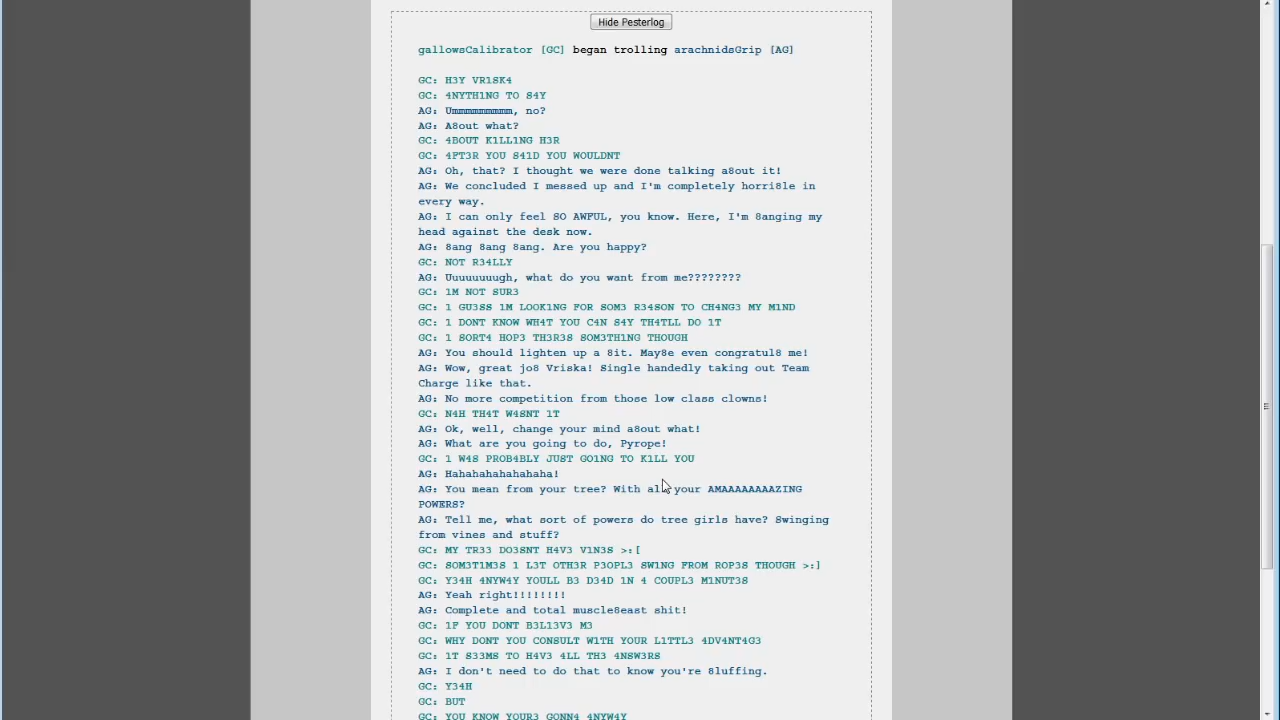 Hide Pesterlog
gallowsCalibrator [GC] began trolling arachnidsGrip [AG]
GC: H3Y VR1SK4
GC: 4NYTH1NG TO S4Y
AG: Ummmmmmmmmm, no?
AG: A8out what?
GC: 4BOUT K1LL1NG H3R
GC: 4FT3R YOU S41D YOU WOULDNT
AG: Oh, that? I thought we were done talking a8out it!
AG: We concluded I messed up and I'm completely horri8le in
every way.
AG: I can only feel SO AWFUL, you know. Here, I'm 8anging my
head against the desk now.
AG: 8ang 8ang 8ang. Are you happy?
GC: NOT R34LLY
AG: Uuuuuuuugh, what do you want from me????????
GC: 1M NOT SUR3
GC: 1 GU3SS 1M LOOK1NG FOR SOM3 R34SON TO CH4NG3 MY M1ND
GC: 1 DONT KNOW WH4T YOU C4N S4Y TH4TLL DO 1T
GC: 1 SORT4 HOP3 TH3R3S SOM3TH1NG THOUGH
AG: You should lighten up a 8it. May8e even congratul8 me!
AG: Wow, great jo8 Vriska! Single handedly taking out Team
Charge like that.
AG: No more competition from those low class clowns!
GC: N4H TH4T W4SNT 1T
AG: Ok, well, change your mind a8out what!
AG: What are you going to do, Pyrope!
GC: 1 W4S PROB4BLY JUST GO1NG TO K1LL YOU
AG: Hahahahahahahaha!
AG: You mean from your tree? With all your AMAAAAAAAAZING
POWERS?
AG: Tell me, what sort of powers do tree girls have? Swinging
from vines and stuff?
GC: MY TR33 DO3SNT H4V3 V1N3S >:[
GC: SOM3T1M3S 1 L3T OTH3R P3OPL3 SW1NG FROM ROP3S THOUGH >:]
GC: Y34H 4NYW4Y YOULL B3 D34D 1N 4 COUPL3 M1NUT3S
AG: Yeah right!!!!!!!!
AG: Complete and total muscle8east shit!
GC: 1F YOU DONT B3L13V3 M3
GC: WHY DONT YOU CONSULT W1TH YOUR L1TTL3 4DV4NT4G3
GC: 1T S33MS TO H4V3 4LL TH3 4NSW3RS
AG: I don't need to do that to know you're 8luffing.
GC: Y34H
GC: BUT
GC: YOU KNOW YOUR3 GONN4 4NYW4Y